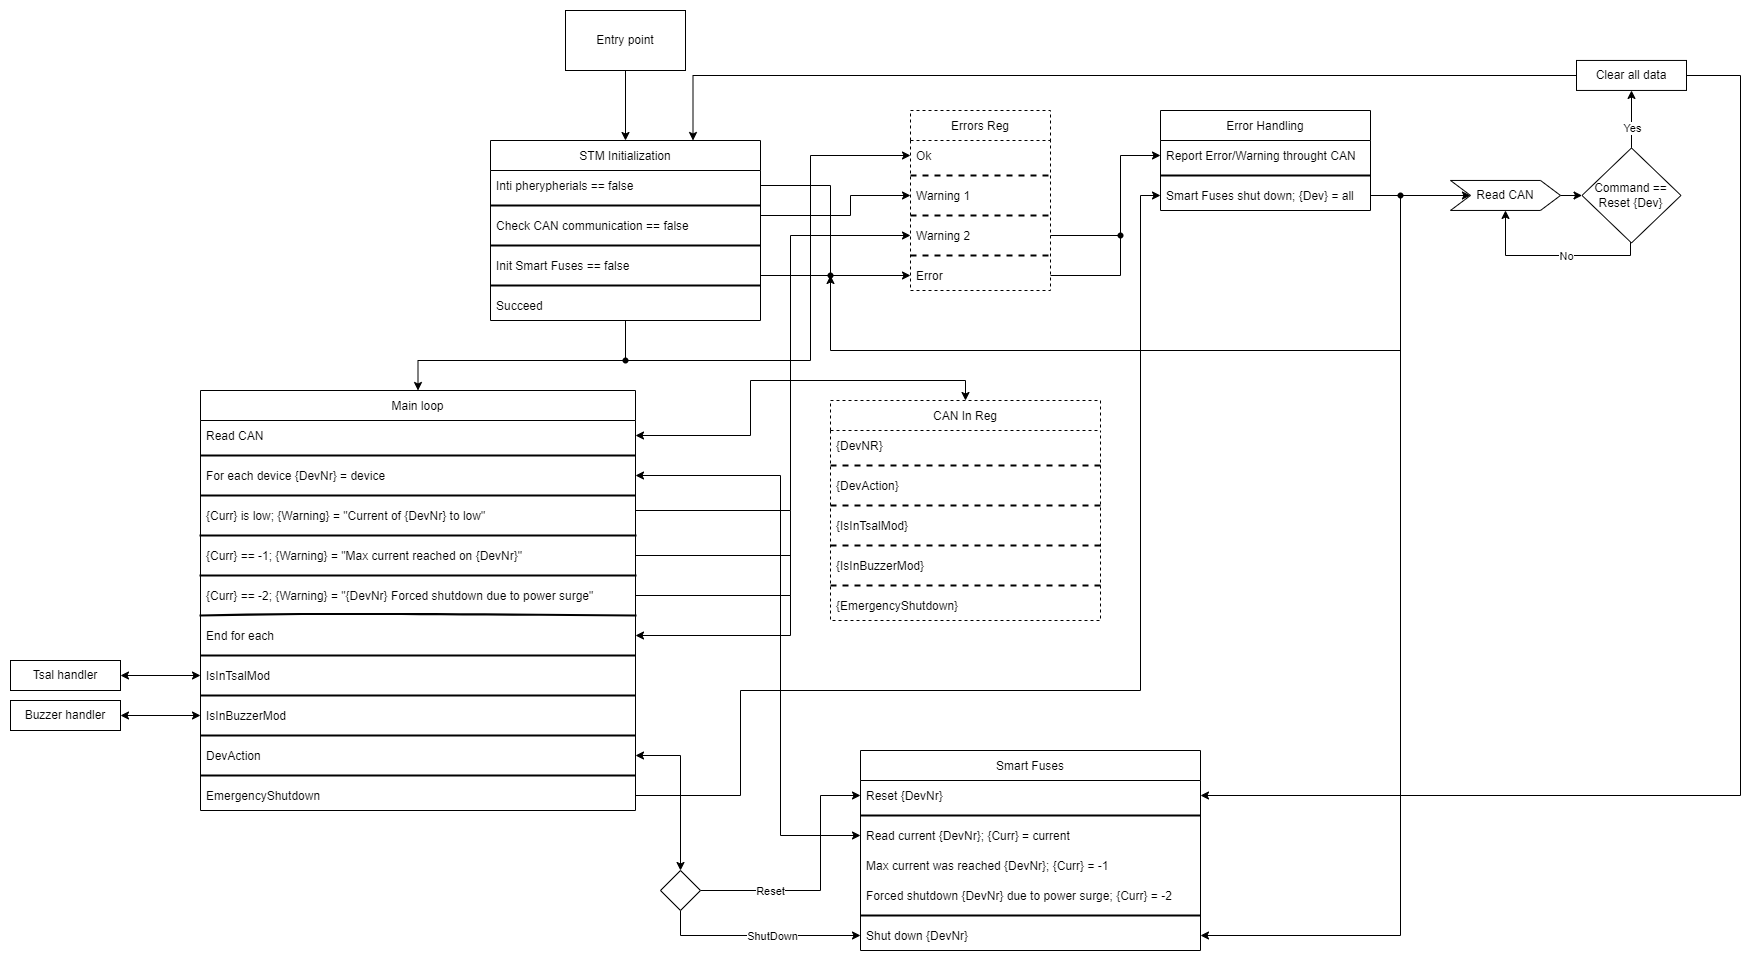 Entry point
Clear all data
Yes
Command ==
Reset {Dev}
Read CAN
No
STM Initialization
Inti pherypherials == false
Check CAN communication == false
Init Smart Fuses == false
Succeed
Errors Reg
Ok
Warning 1
Warning 2
Error
Error Handling
Report Error/Warning throught CAN
Smart Fuses shut down; {Dev} = all
Main loop
Read CAN
For each device {DevNr} = device
{Curr} is low; {Warning} = "Current of {DevNr} to low"
{Curr} == -1; {Warning} = "Max current reached on {DevNr}"
{Curr} == -2; {Warning} = "{DevNr} Forced shutdown due to power surge"
End for each
IsInTsalMod
IsInBuzzerMod
DevAction
EmergencyShutdown
Tsal handler
Buzzer handler
CAN In Reg
{DevNR}
{DevAction}
{IsInTsalMod}
{IsInBuzzerMod}
{EmergencyShutdown}
Smart Fuses
Reset {DevNr}
Read current {DevNr}; {Curr} = current
Max current was reached {DevNr}; {Curr} = -1
Forced shutdown {DevNr} due to power surge; {Curr} = -2
Shut down {DevNr}
Reset
ShutDown